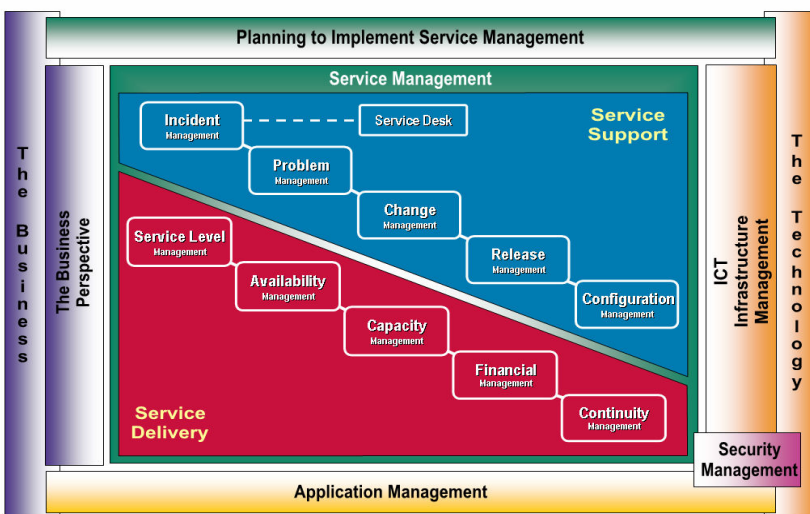 Planning to Implement Service Management
The Business
The Business
Perspective
Service Management
Incident
Management
Service Desk
Service
Support
Problem
Management
Change
Management
Release
Management
Configuration
Management
Service Level
Management
Availability
Management
Capacity
Management
Financial
Management
Continuity
Management
Service
Delivery
ICT
Infrastructure
Management
The Technology
Security
Management
Application Management